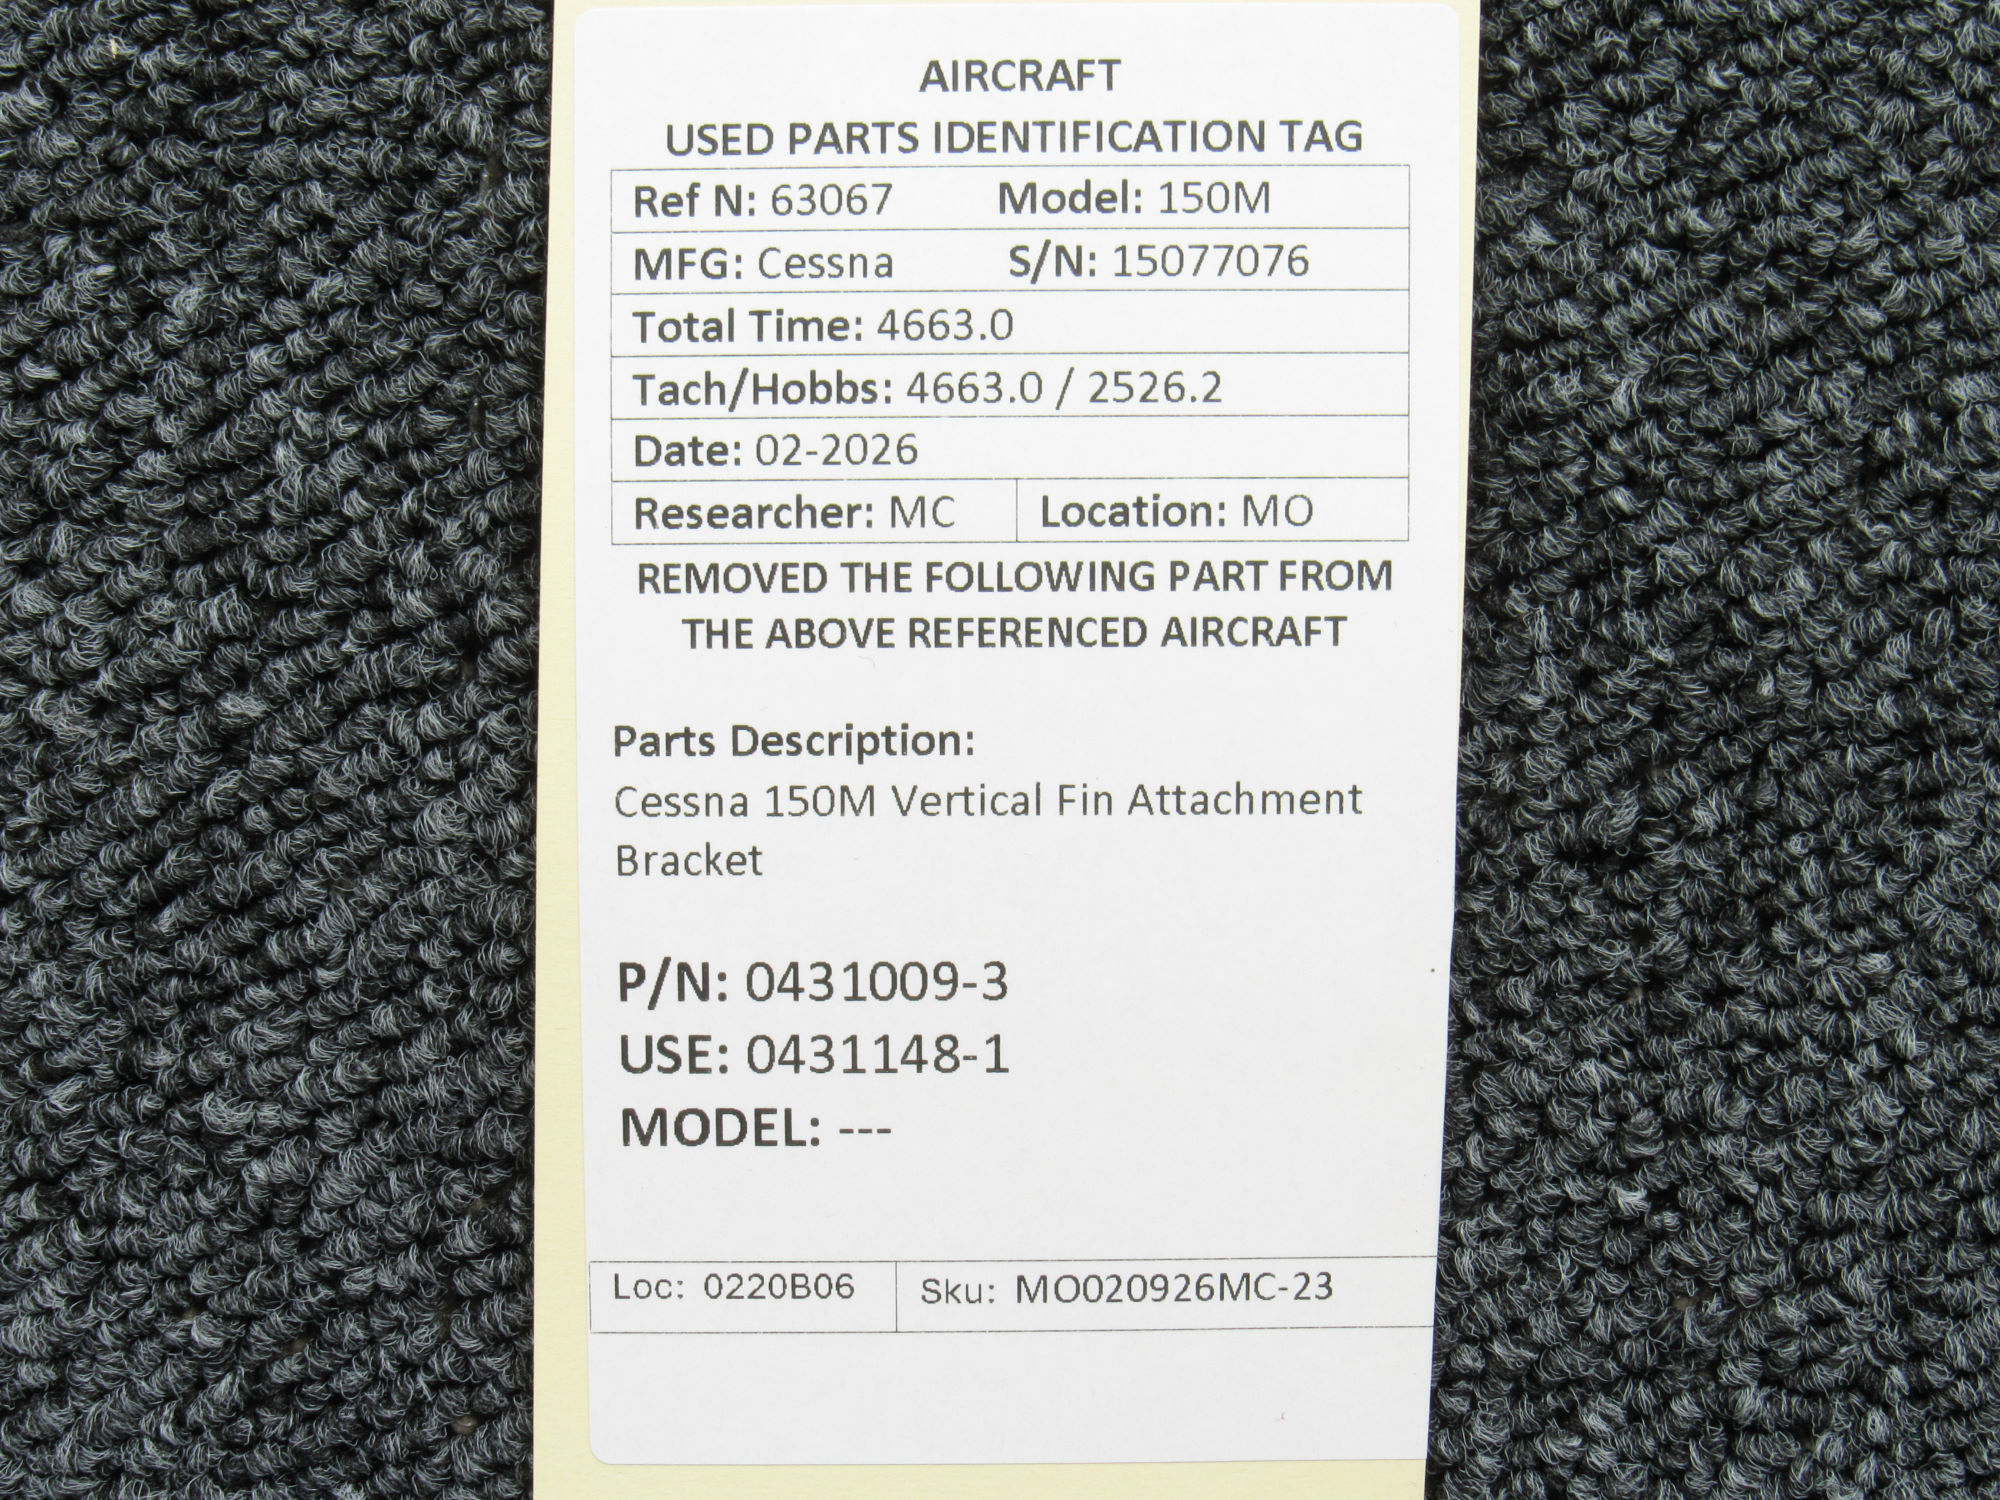 AIRCRAFT
USED PARTS IDENTIFICATION TAG
Ref N: 63067 Model: 150M
MFG: Cessna S/N: 15077076
Total Time: 4663.0
Tach/Hobbs: 4663.0 / 2526.2
Date: 02-2026
Researcher: MC Location: MO
REMOVED THE FOLLOWING PART FROM
THE ABOVE REFERENCED AIRCRAFT
Parts Description:
Cessna 150M Vertical Fin Attachment
Bracket
P/N: 0431009-3
USE: 0431148-1
MODEL: ---
Loc: 0220B06 Sku: MO020926MC-23